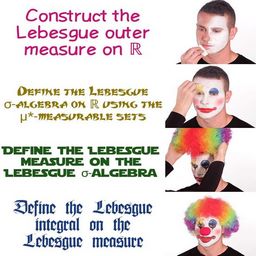 Construct the
Lebesgue outer
measure on ℝ
Define the Lebesgue
σ-algebra on ℝ using the
μ*-measurable sets
Define the Lebesgue
measure on the
Lebesgue σ-algebra
Define the Lebesgue
integral on the
Lebesgue measure